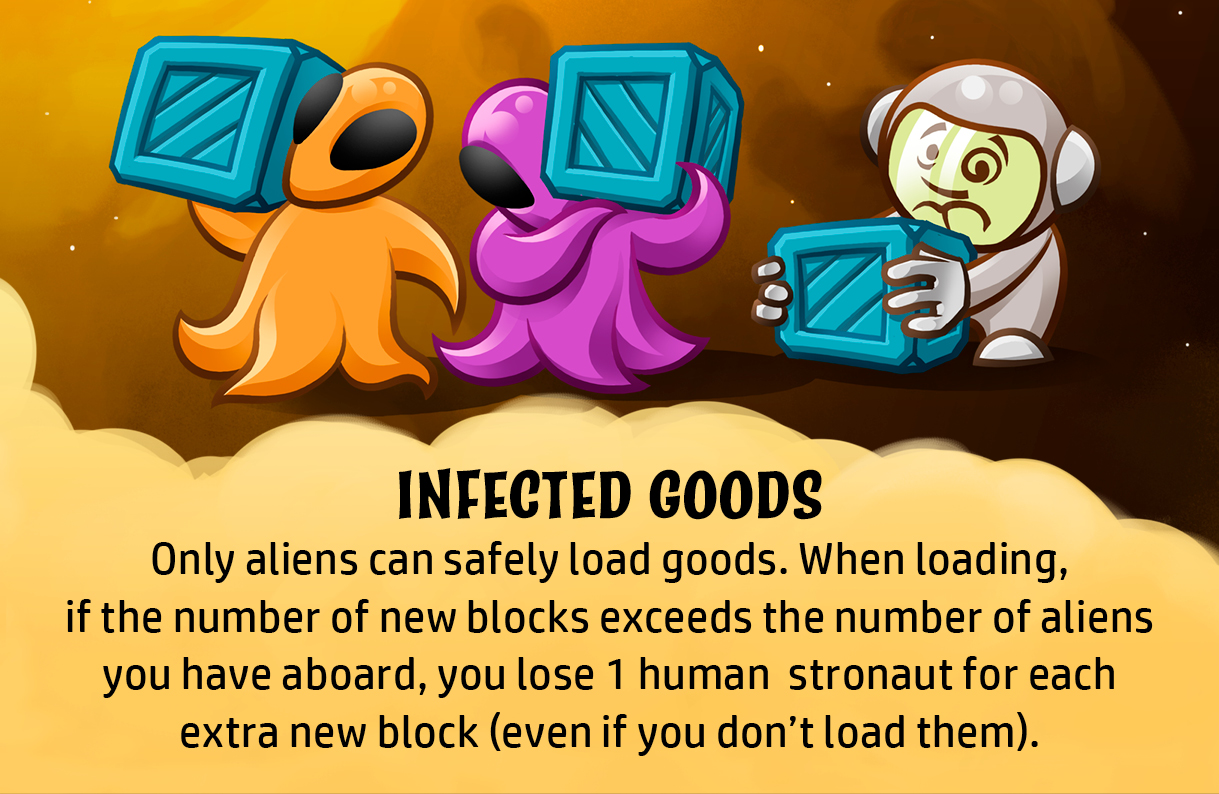 INFECTED GOODS
Only aliens can safely load goods. When loading,
if the number of new blocks exceeds the number of aliens
you have aboard, you lose 1 human  stronaut for each
extra new block (even if you don’t load them).